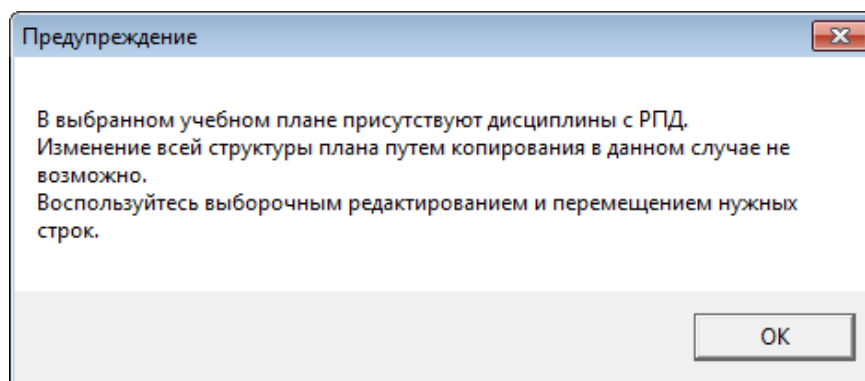 Предупреждение
В выбранном учебном плане присутствуют дисциплины с РПД.
Изменение всей структуры плана путем копирования в данном случае не
возможно.
Воспользуйтесь выборочным редактированием и перемещением нужных
строк.
ОК